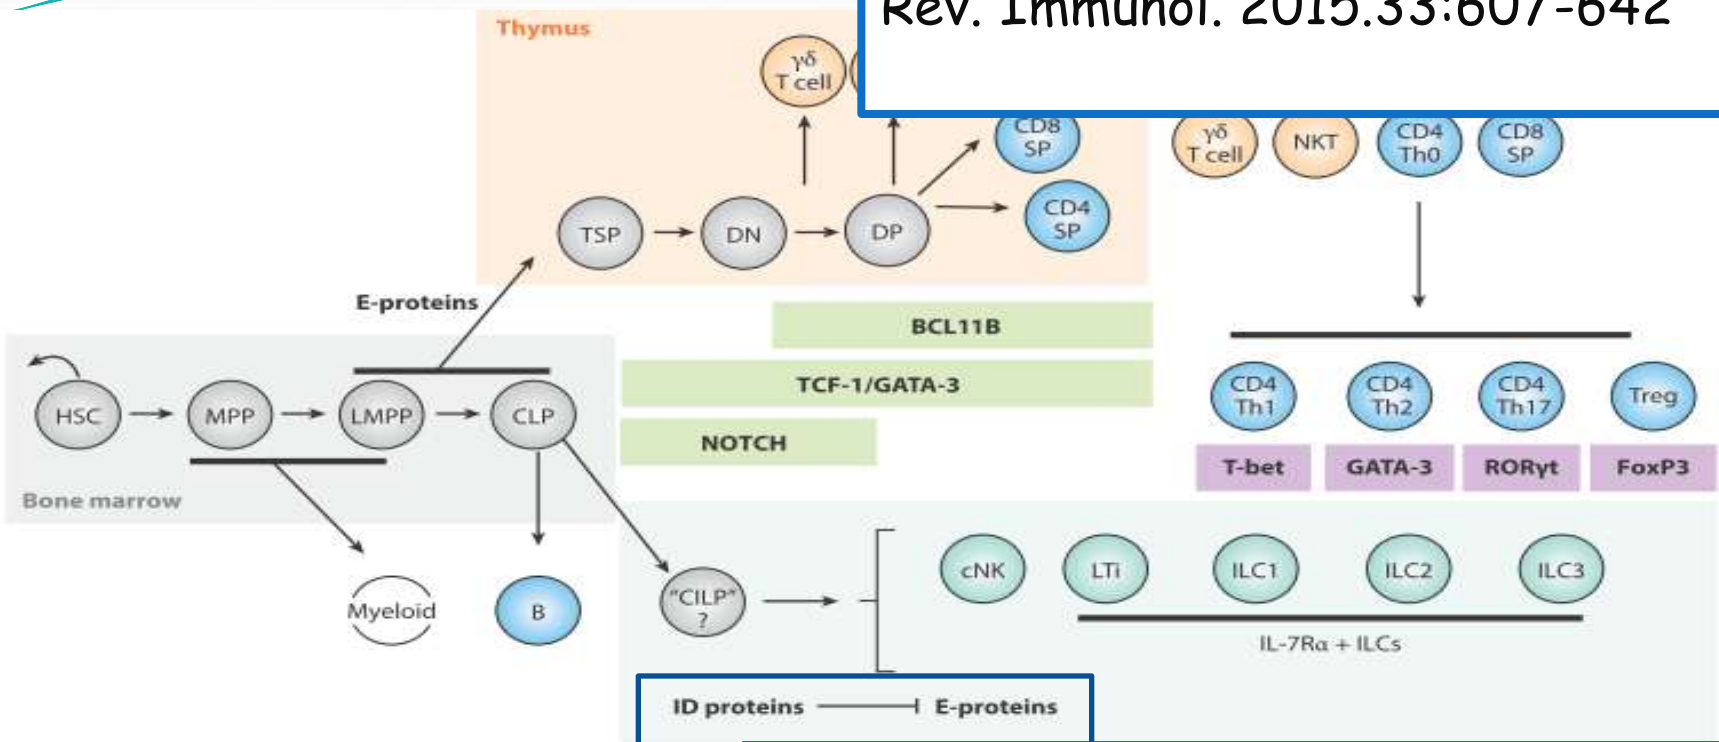 Rev. Immunol. 2015.33:607-642
Thymus
γδ
T cell
CD8
SP
γδ
T cell
NKT
CD4
Th0
CD8
SP
TSP
DN
DP
CD4
SP
E-proteins
BCL11B
TCF-1/GATA-3
NOTCH
HSC
MPP
LMPP
CLP
Bone marrow
CD4
Th1
CD4
Th2
CD4
Th17
Treg
T-bet
GATA-3
RORγt
FoxP3
Myeloid
B
"CILP"
?
cNK
LTi
ILC1
ILC2
ILC3
IL-7Rα + ILCs
ID proteins
E-proteins